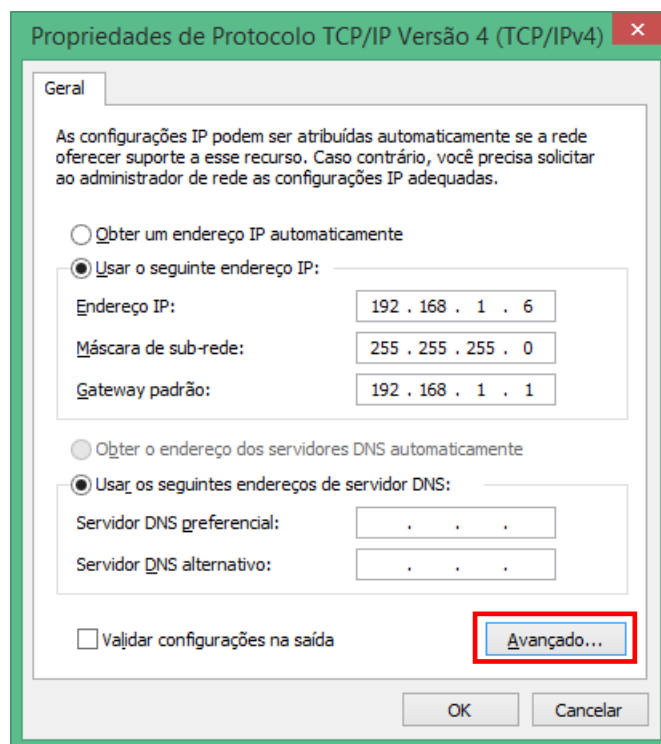 Propriedades de Protocolo TCP/IP Versão 4 (TCP/IPv4)
Geral
As configurações IP podem ser atribuídas automaticamente se a rede
oferecer suporte a esse recurso. Caso contrário, você precisa solicitar
ao administrador de rede as configurações IP adequadas.
Obter um endereço IP automaticamente
Usar o seguinte endereço IP:
Endereço IP: 192 . 168 . 1 . 6
Máscara de sub-rede: 255 . 255 . 255 . 0
Gateway padrão: 192 . 168 . 1 . 1
Obter o endereço dos servidores DNS automaticamente
Usar os seguintes endereços de servidor DNS:
Servidor DNS preferencial: . . .
Servidor DNS alternativo: . . .
Validar configurações na saída Avançado...
OK Cancelar